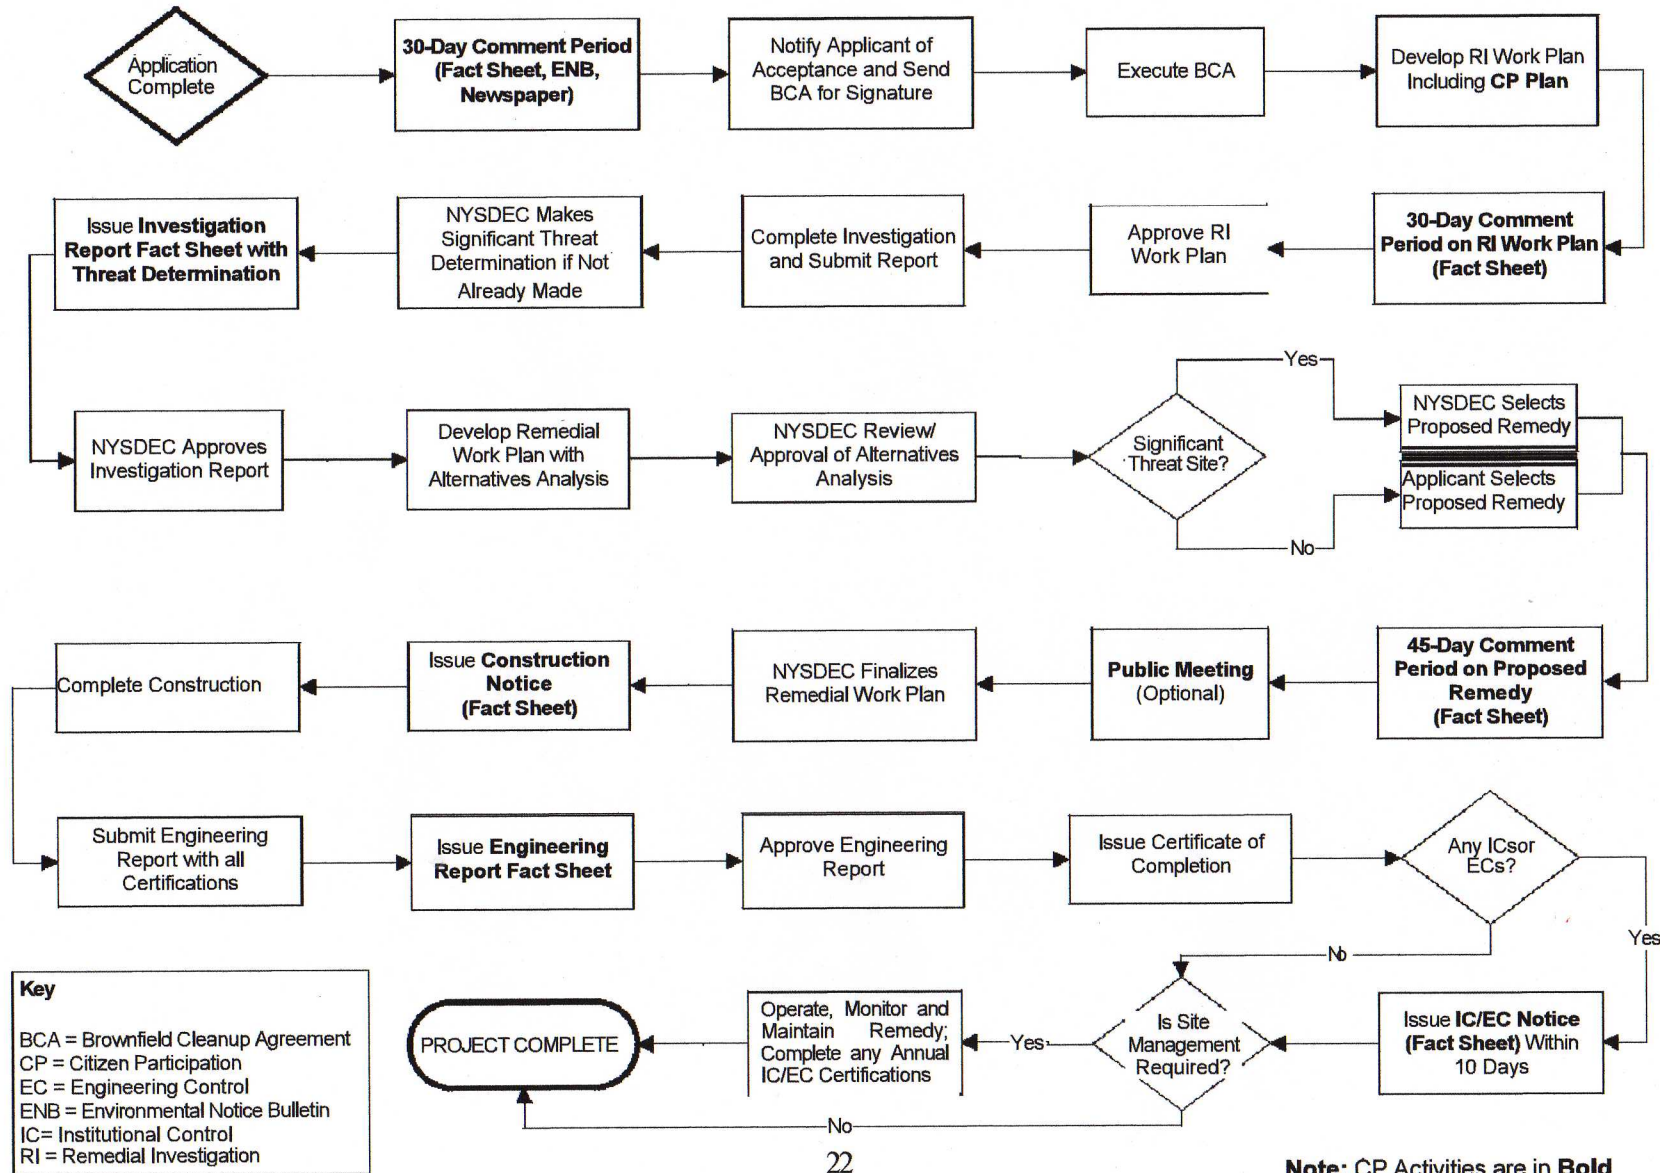 Application
Complete
30-Day Comment Period
(Fact Sheet, ENB,
Newspaper)
Notify Applicant of
Acceptance and Send
BCA for Signature
Execute BCA
Develop RI Work Plan
Including CP Plan
30-Day Comment
Period on RI Work Plan
(Fact Sheet)
Approve RI
Work Plan
Complete Investigation
and Submit Report
NYSDEC Makes
Significant Threat
Determination if Not
Already Made
Issue Investigation
Report Fact Sheet with
Threat Determination
NYSDEC Approves
Investigation Report
Develop Remedial
Work Plan with
Alternatives Analysis
NYSDEC Review/
Approval of Alternatives
Analysis
Significant
Threat Site?
Yes
No
NYSDEC Selects
Proposed Remedy
Applicant Selects
Proposed Remedy
45-Day Comment
Period on Proposed
Remedy
(Fact Sheet)
Public Meeting
(Optional)
NYSDEC Finalizes
Remedial Work Plan
Issue Construction
Notice
(Fact Sheet)
Complete Construction
Submit Engineering
Report with all
Certifications
Issue Engineering
Report Fact Sheet
Approve Engineering
Report
Issue Certificate of
Completion
Any ICsor
ECs?
Yes
No
Issue IC/EC Notice
(Fact Sheet) Within
10 Days
Is Site
Management
Required?
Yes
No
Operate, Monitor and
Maintain Remedy;
Complete any Annual
IC/EC Certifications
PROJECT COMPLETE
Key
BCA = Brownfield Cleanup Agreement
CP = Citizen Participation
EC = Engineering Control
ENB = Environmental Notice Bulletin
IC= Institutional Control
RI = Remedial Investigation
22
Note: CP Activities are in Bold